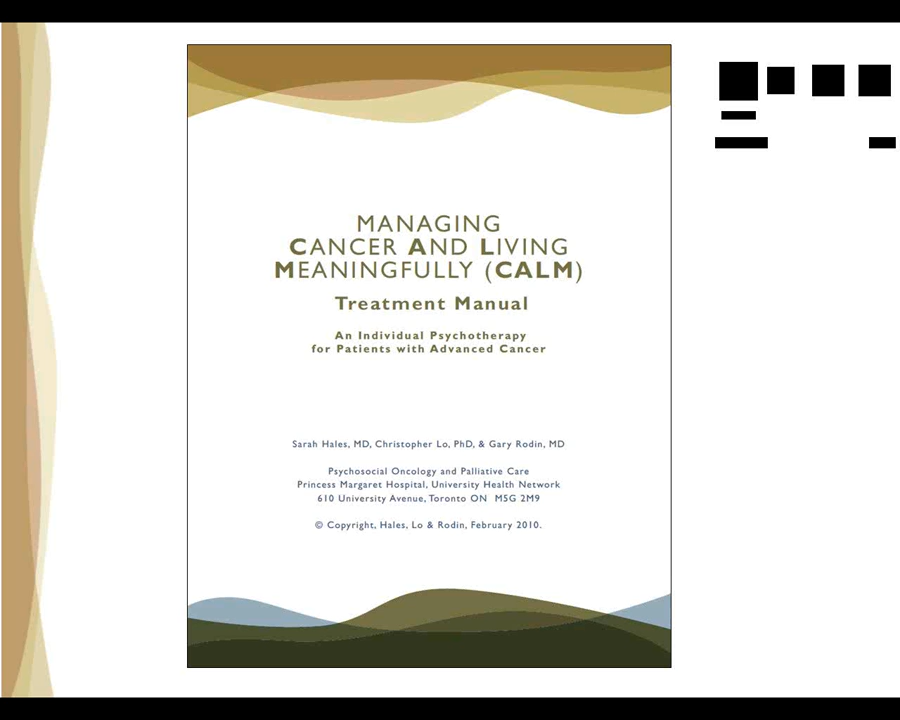 MANAGING
CANCER AND LIVING
MEANINGFULLY (CALM)
Treatment Manual
An Individual Psychotherapy
for Patients with Advanced Cancer
Sarah Hales, MD, Christopher Lo, PhD, & Gary Rodin, MD
Psychosocial Oncology and Palliative Care
Princess Margaret Hospital, University Health Network
610 University Avenue, Toronto ON M5G 2M9
© Copyright, Hales, Lo & Rodin, February 2010.